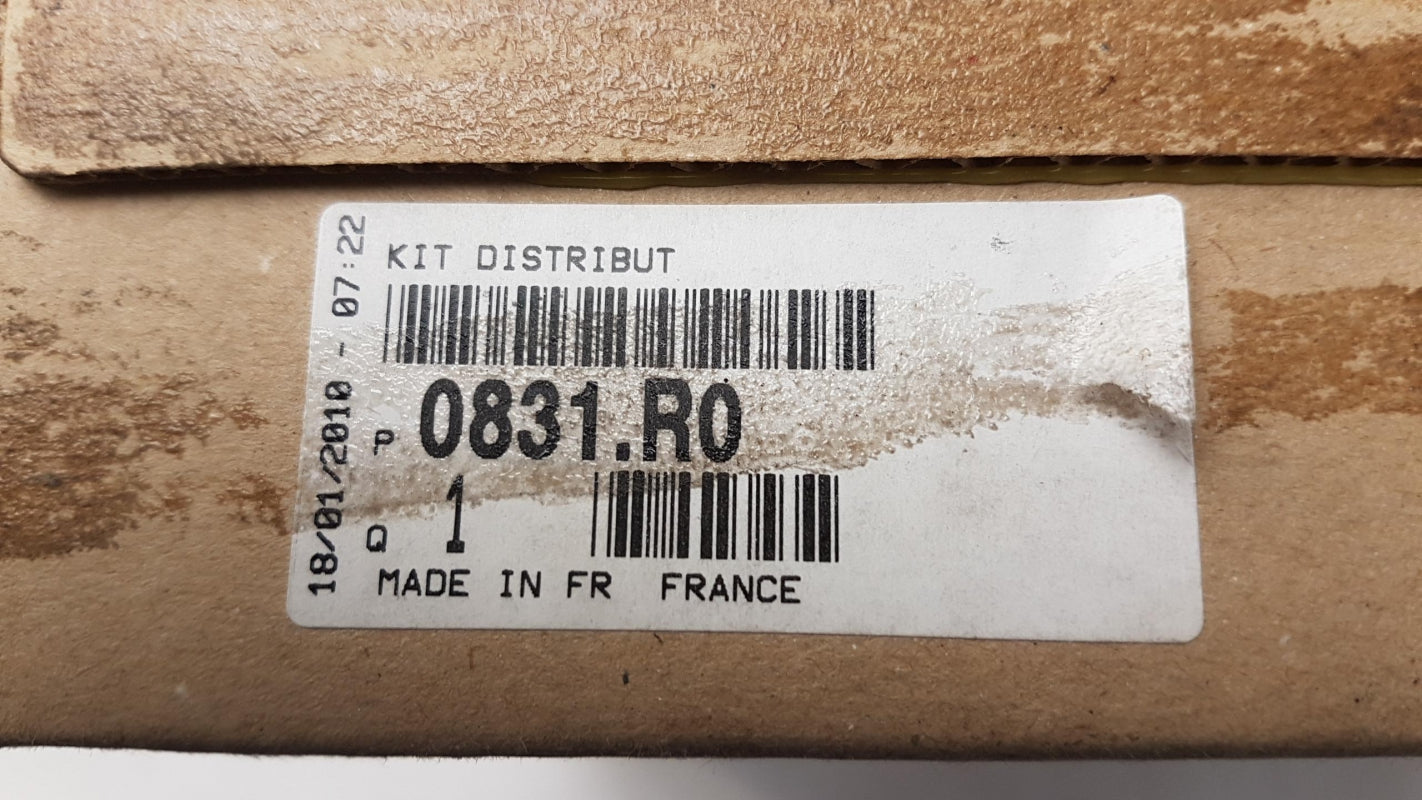 KIT DISTRIBUT
P 0831.R0
Q 1
MADE IN FR FRANCE
18/01/2010 - 07:22